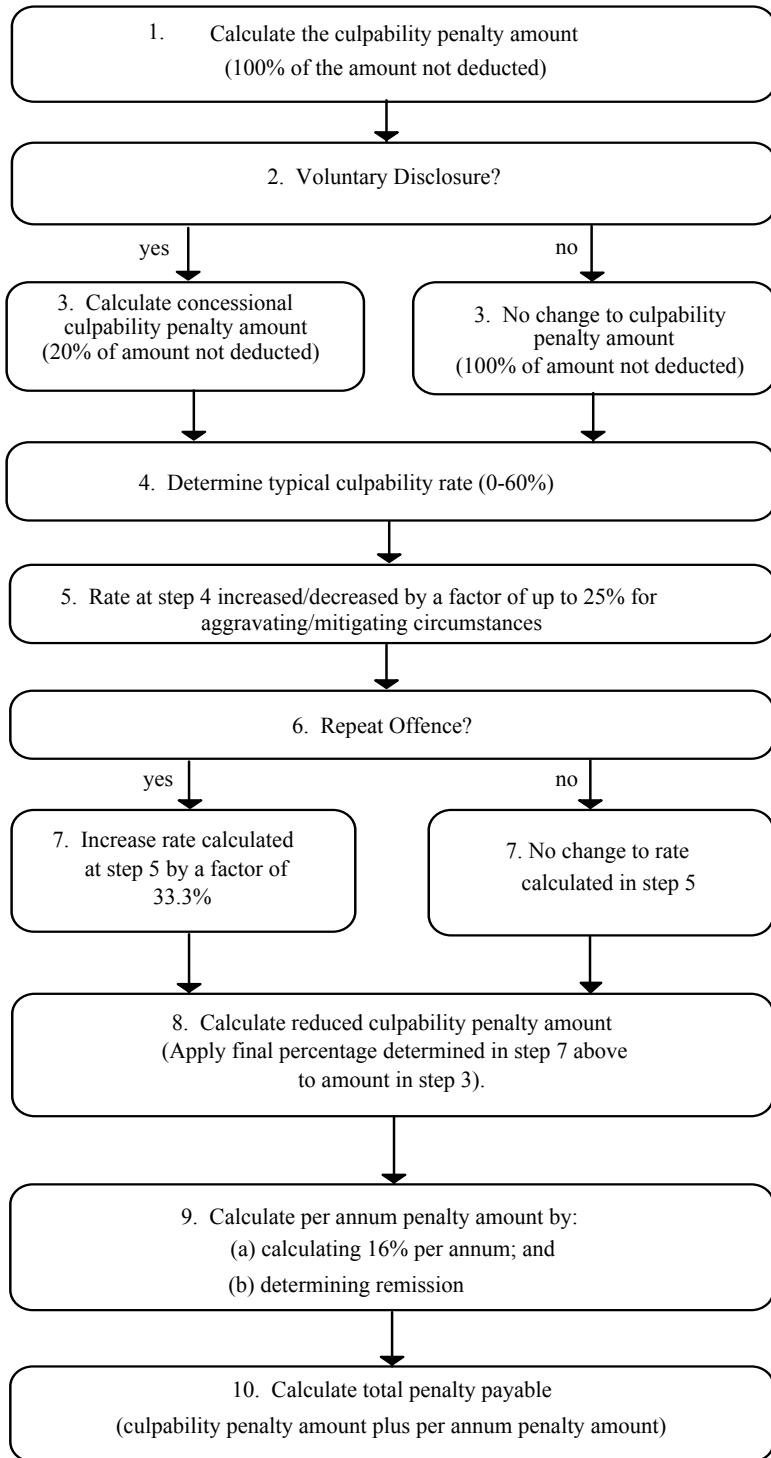 1. Calculate the culpability penalty amount
(100% of the amount not deducted)
2. Voluntary Disclosure?
yes
no
3. Calculate concessional
culpability penalty amount
(20% of amount not deducted)
3. No change to culpability
penalty amount
(100% of amount not deducted)
4. Determine typical culpability rate (0-60%)
5. Rate at step 4 increased/decreased by a factor of up to 25% for
aggravating/mitigating circumstances
6. Repeat Offence?
yes
no
7. Increase rate calculated
at step 5 by a factor of
33.3%
7. No change to rate
calculated in step 5
8. Calculate reduced culpability penalty amount
(Apply final percentage determined in step 7 above
to amount in step 3).
9. Calculate per annum penalty amount by:
(a) calculating 16% per annum; and
(b) determining remission
10. Calculate total penalty payable
(culpability penalty amount plus per annum penalty amount)